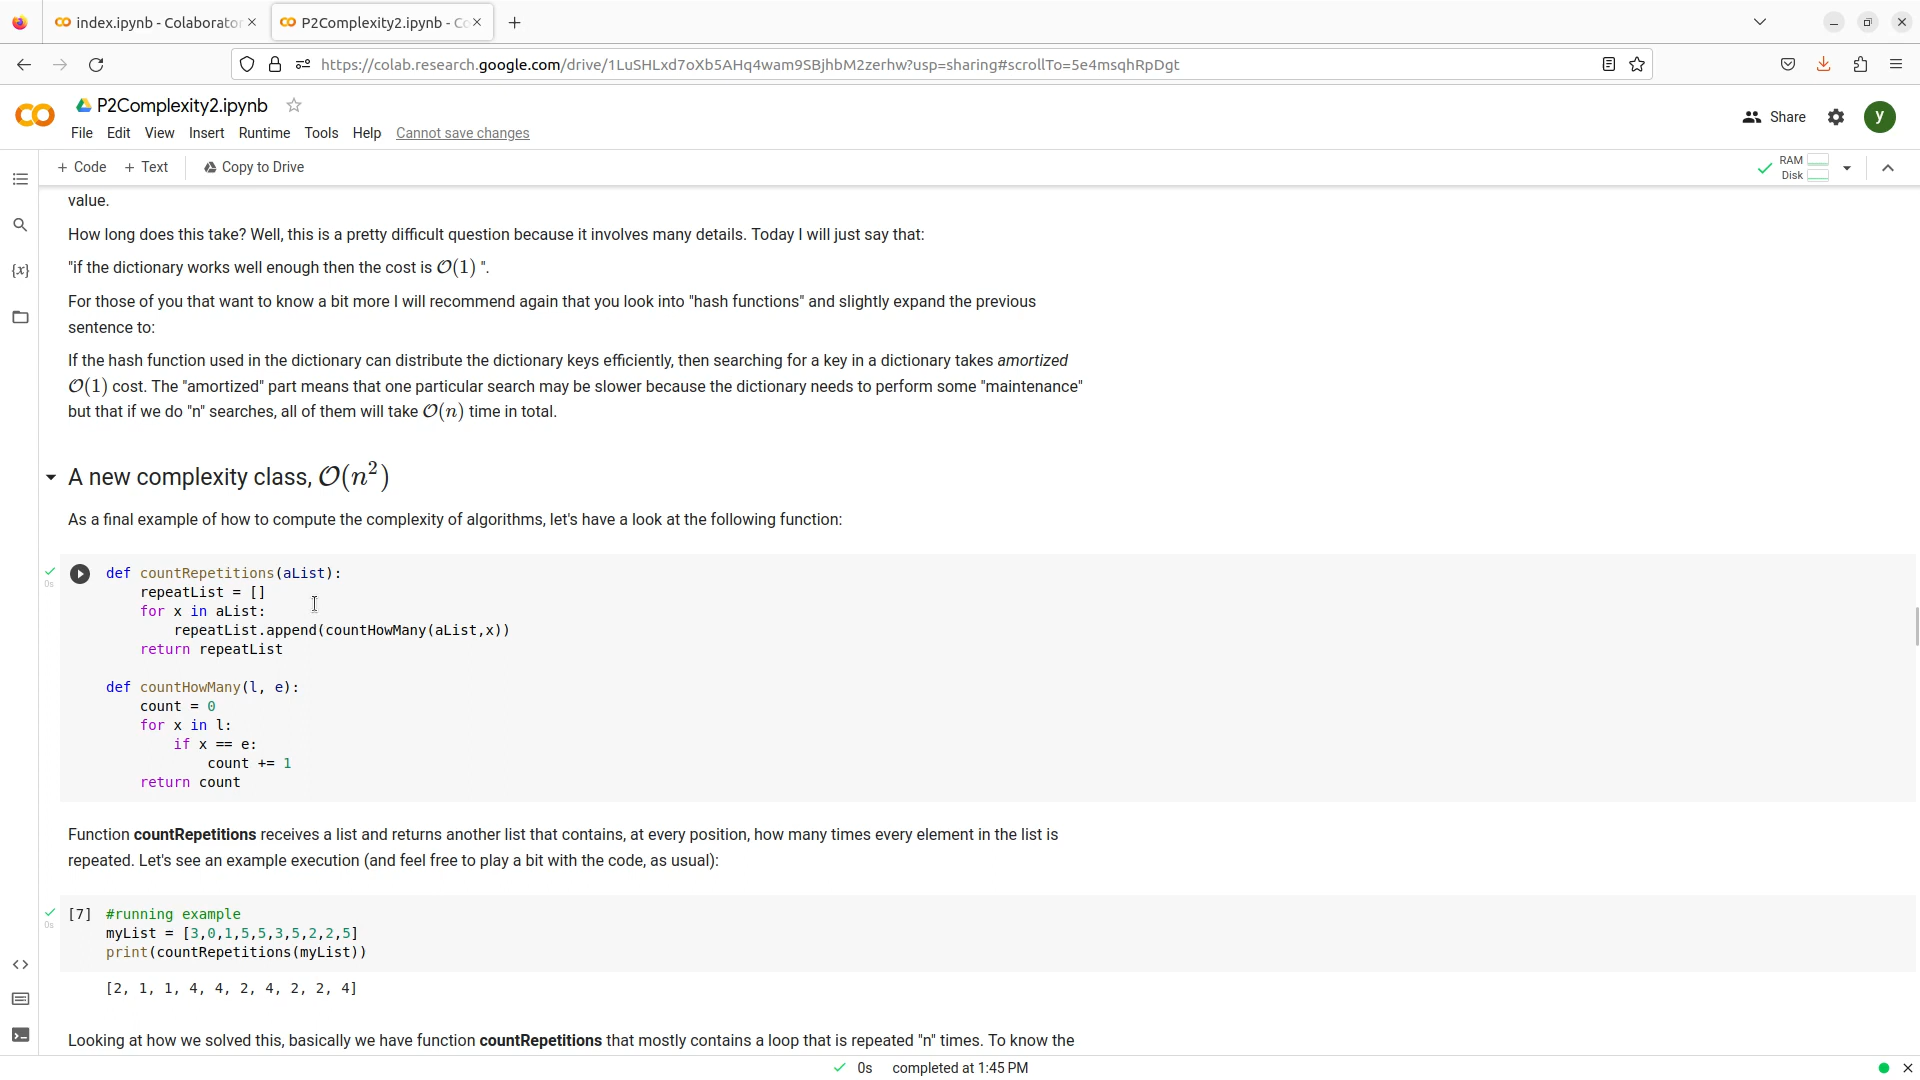 index.ipynb - Colaborator
P2Complexity2.ipynb - Co
https://colab.research.google.com/drive/1LuSHLxd7oXb5AHq4wam9SBjhbM2zerhw?usp=sharing#scrollTo=5e4msqhRpDgt
P2Complexity2.ipynb
File Edit View Insert Runtime Tools Help Cannot save changes
Share
y
+ Code + Text Copy to Drive
RAM
Disk
value.
How long does this take? Well, this is a pretty difficult question because it involves many details. Today I will just say that:
"if the dictionary works well enough then the cost is O(1) ".
For those of you that want to know a bit more I will recommend again that you look into "hash functions" and slightly expand the previous
sentence to:
If the hash function used in the dictionary can distribute the dictionary keys efficiently, then searching for a key in a dictionary takes amortized
O(1) cost. The "amortized" part means that one particular search may be slower because the dictionary needs to perform some "maintenance"
but that if we do "n" searches, all of them will take O(n) time in total.
A new complexity class, O(n²)
As a final example of how to compute the complexity of algorithms, let's have a look at the following function:
0s
def countRepetitions(aList):
repeatList = []
for x in aList:
repeatList.append(countHowMany(aList,x))
return repeatList
def countHowMany(l, e):
count = 0
for x in l:
if x == e:
count += 1
return count
Function countRepetitions receives a list and returns another list that contains, at every position, how many times every element in the list is
repeated. Let's see an example execution (and feel free to play a bit with the code, as usual):
0s
[7] #running example
myList = [3,0,1,5,5,3,5,2,2,5]
print(countRepetitions(myList))
[2, 1, 1, 4, 4, 2, 4, 2, 2, 4]
Looking at how we solved this, basically we have function countRepetitions that mostly contains a loop that is repeated "n" times. To know the
0s completed at 1:45 PM